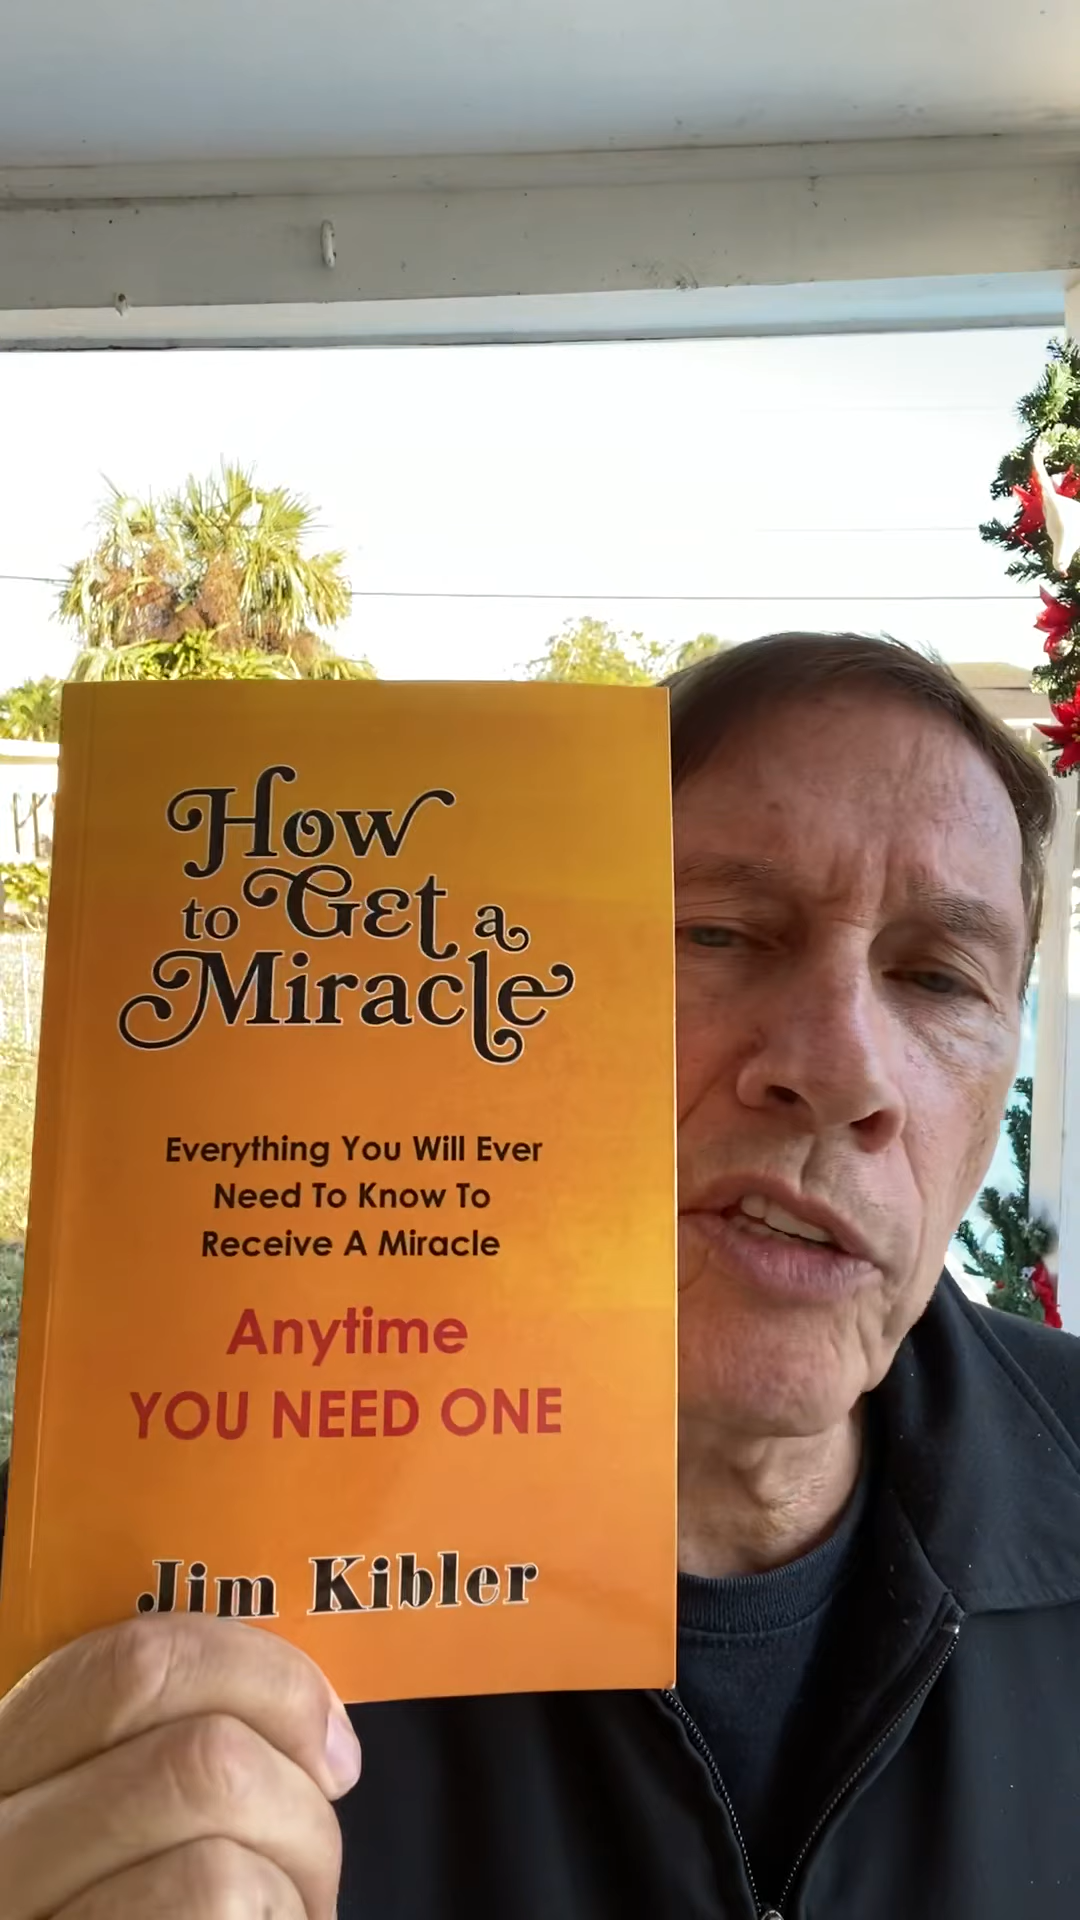 How
to Get a
Miracle
Everything You Will Ever
Need To Know To
Receive A Miracle
Anytime
YOU NEED ONE
Jim Kibler